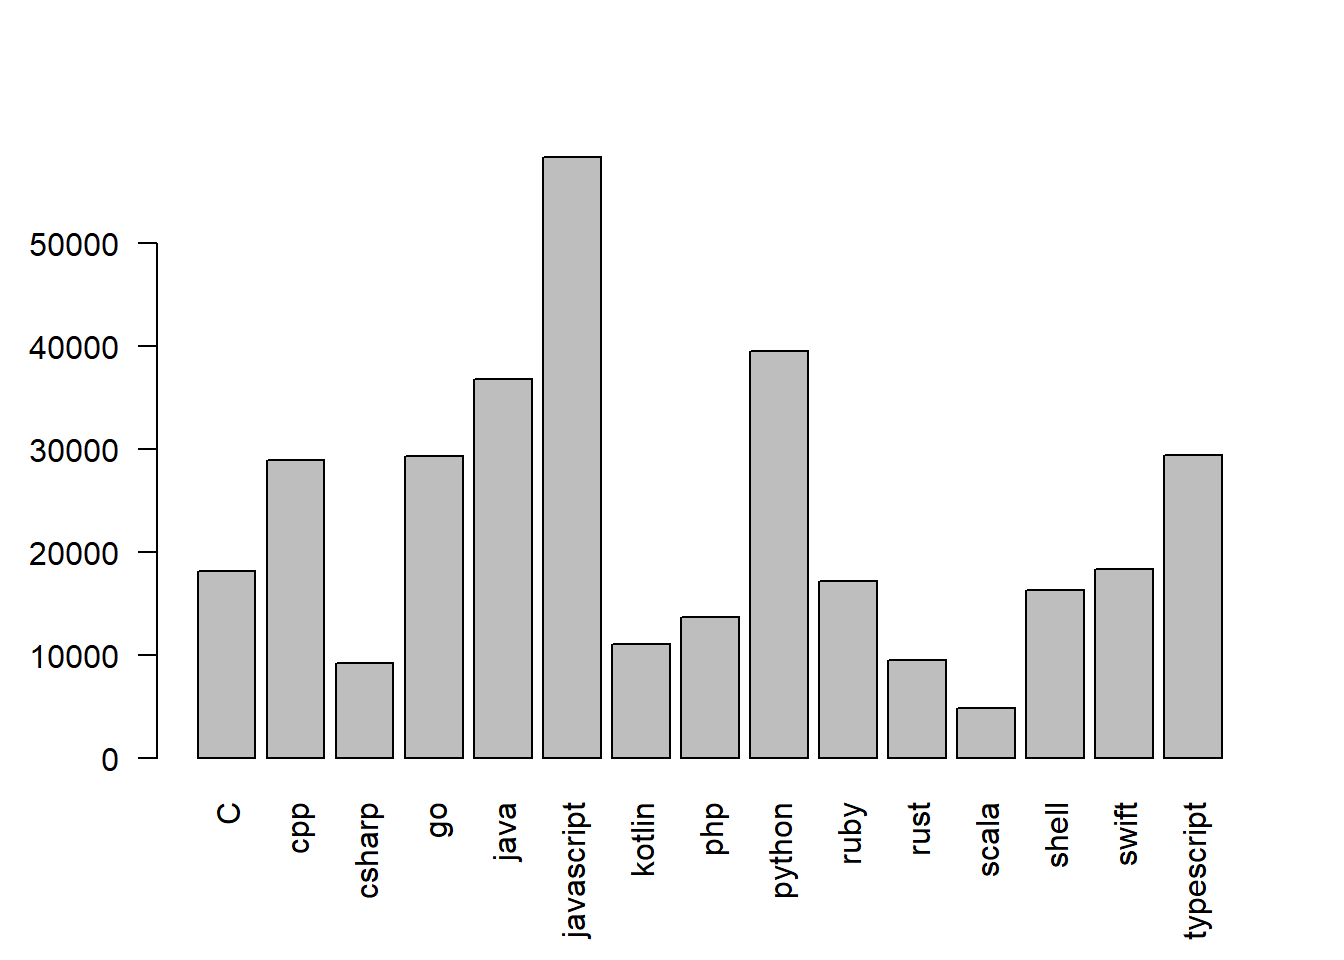 50000
40000
30000
20000
10000
0
C
cpp
csharp
go
java
javascript
kotlin
php
python
ruby
rust
scala
shell
swift
typescript